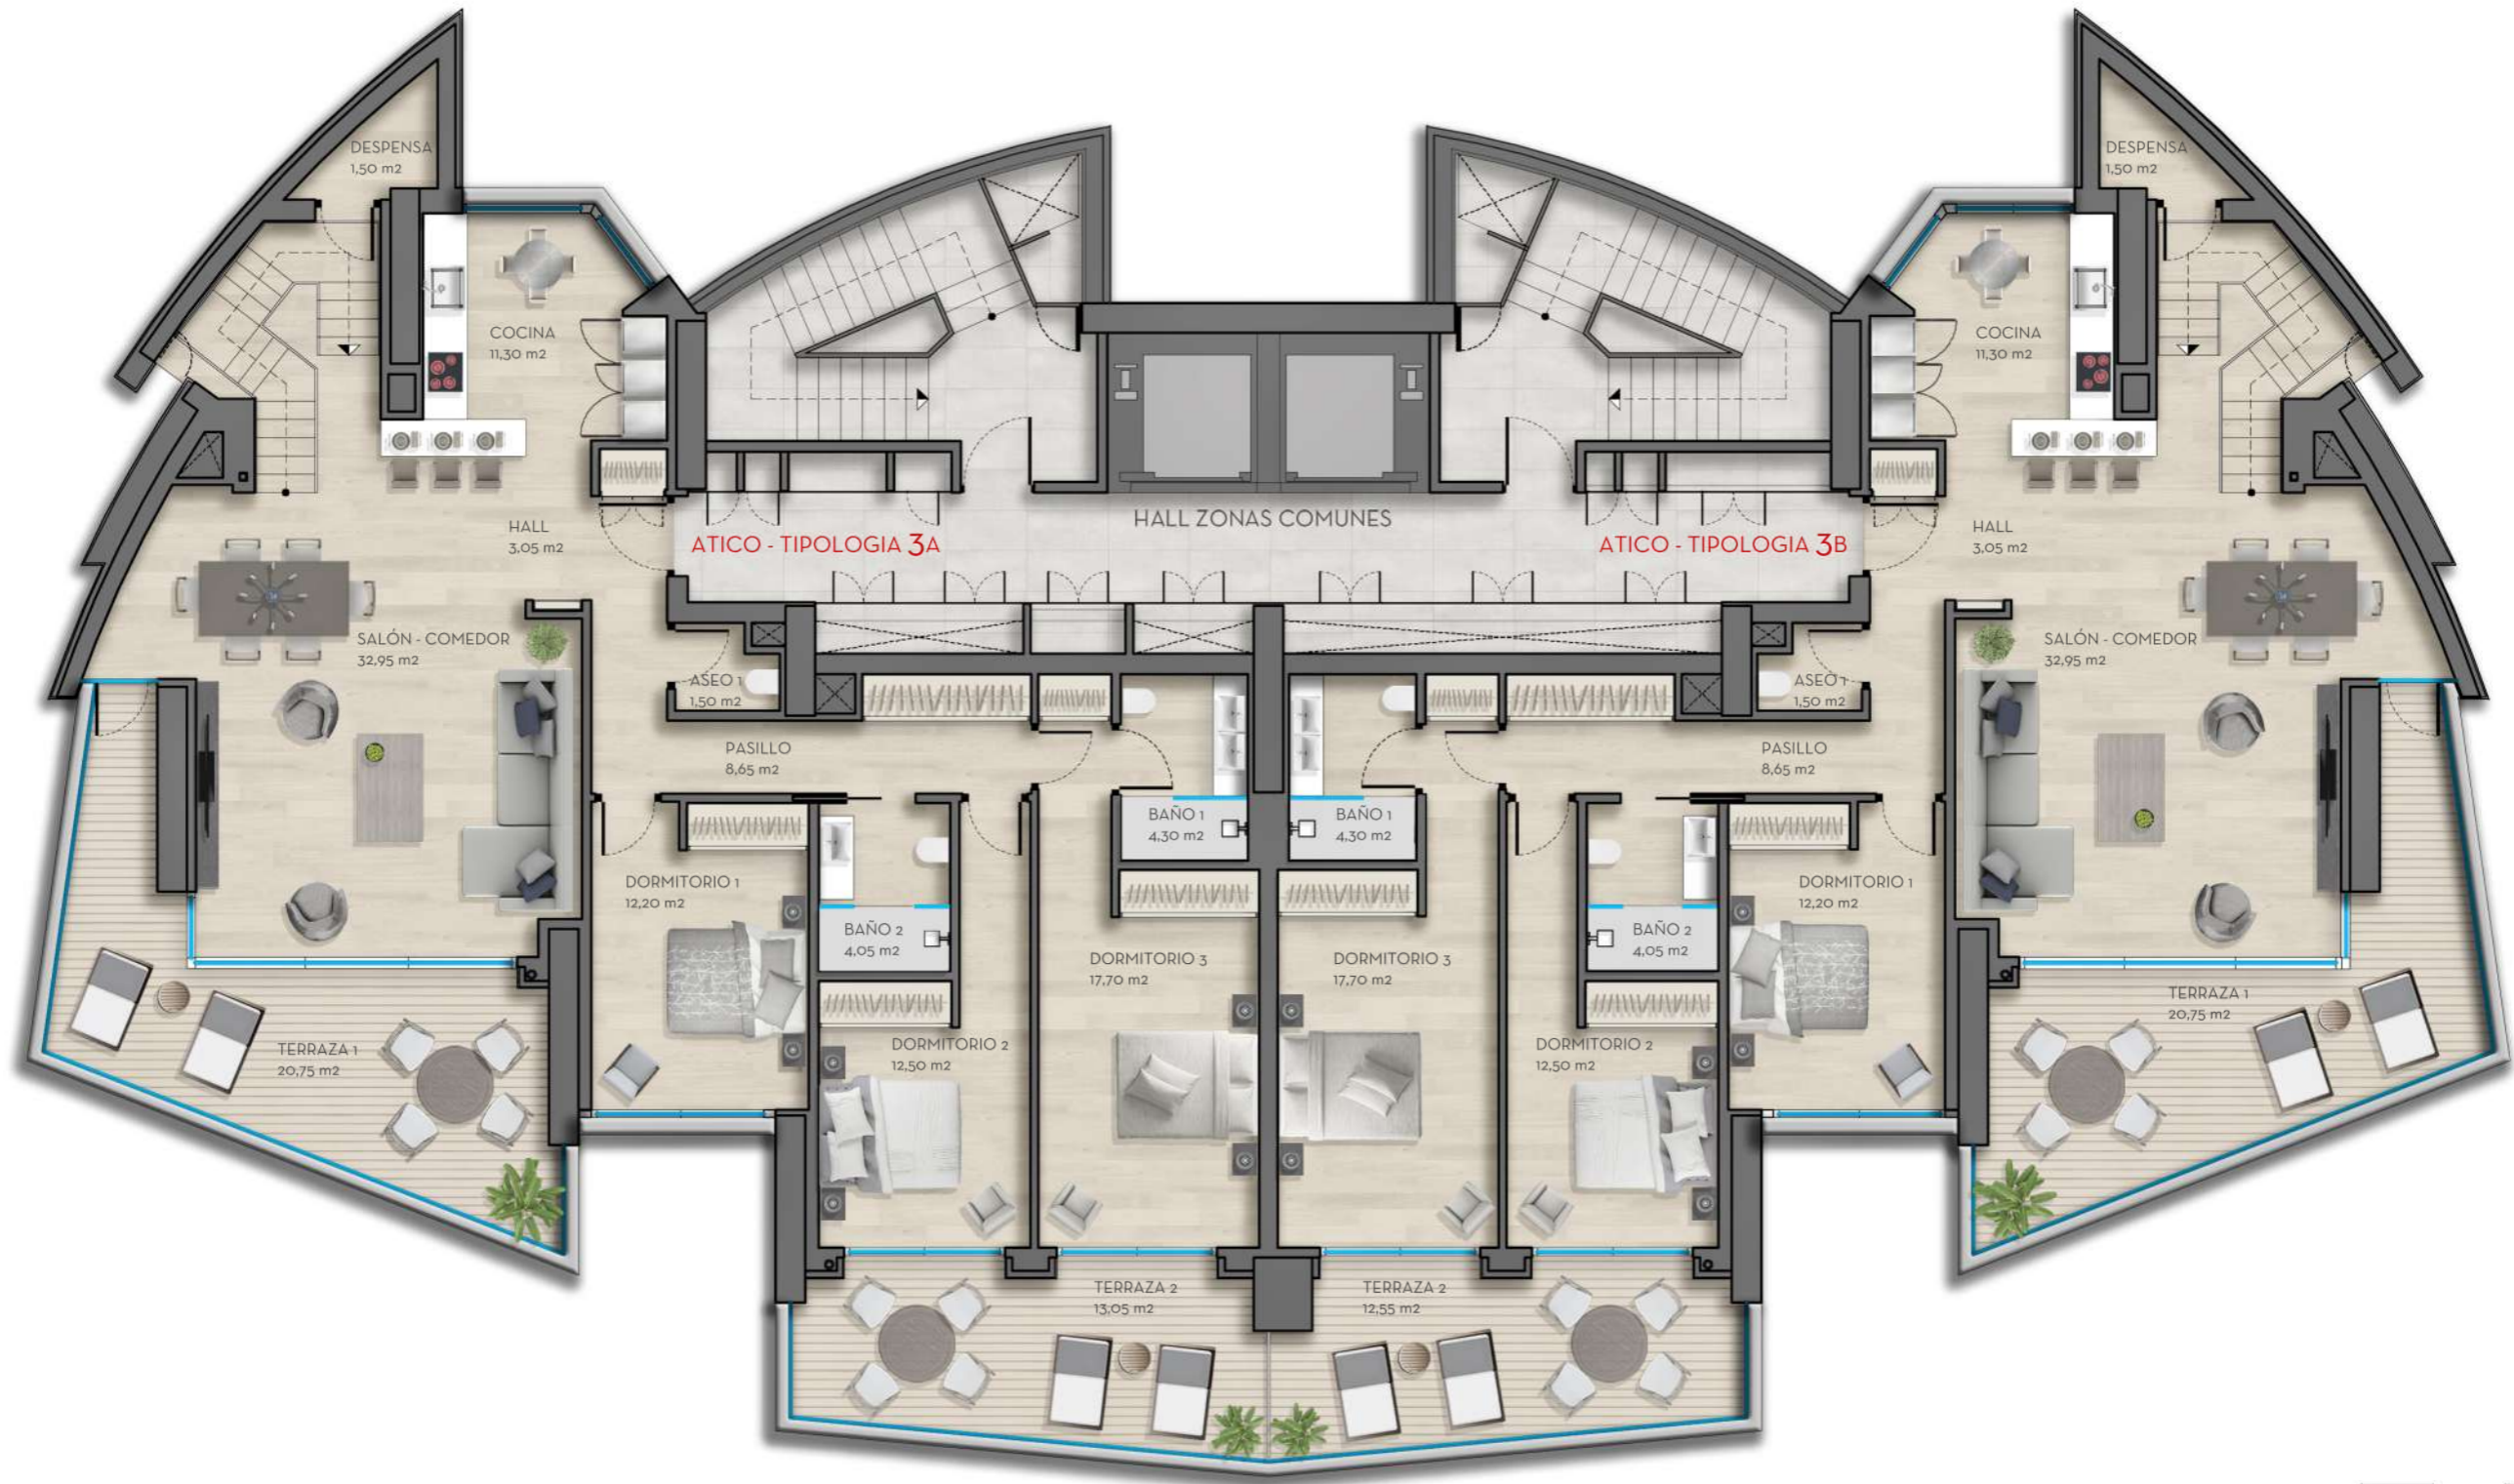 DESPENSA
1,50 m2
DESPENSA
1,50 m2
COCINA
11,30 m2
COCINA
11,30 m2
HALL ZONAS COMUNES
HALL
3,05 m2
ATICO - TIPOLOGIA 3A
ATICO - TIPOLOGIA 3B
HALL
3,05 m2
SALÓN - COMEDOR
32,95 m2
SALÓN - COMEDOR
32,95 m2
ASEO 1
1,50 m2
ASEO 1
1,50 m2
PASILLO
8,65 m2
PASILLO
8,65 m2
BAÑO 1
4,30 m2
BAÑO 1
4,30 m2
DORMITORIO 1
12,20 m2
DORMITORIO 1
12,20 m2
BAÑO 2
4,05 m2
BAÑO 2
4,05 m2
DORMITORIO 3
17,70 m2
DORMITORIO 3
17,70 m2
TERRAZA 1
20,75 m2
DORMITORIO 2
12,50 m2
DORMITORIO 2
12,50 m2
TERRAZA 1
20,75 m2
TERRAZA 2
13,05 m2
TERRAZA 2
12,55 m2